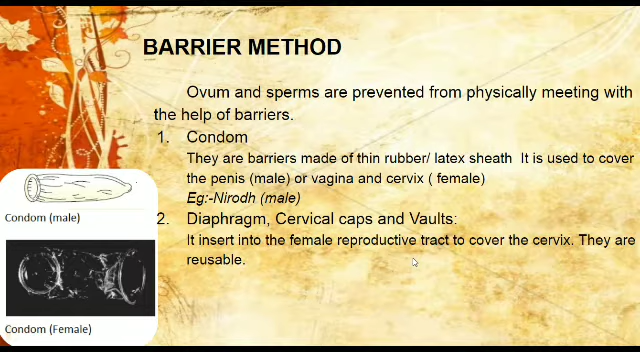 BARRIER METHOD
Ovum and sperms are prevented from physically meeting with
the help of barriers.
1. Condom
They are barriers made of thin rubber/ latex sheath It is used to cover
the penis (male) or vagina and cervix ( female)
Eg:-Nirodh (male)
2. Diaphragm, Cervical caps and Vaults:
It insert into the female reproductive tract to cover the cervix. They are
reusable.
Condom (male)
Condom (Female)